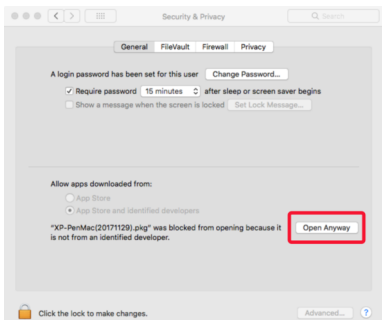 Security & Privacy
Search
General FileVault Firewall Privacy
A login password has been set for this user Change Password...
Require password 15 minutes after sleep or screen saver begins
Show a message when the screen is locked Set Lock Message...
Allow apps downloaded from:
App Store
App Store and identified developers
“XP-PenMac(20171129).pkg” was blocked from opening because it Open Anyway
is not from an identified developer.
Click the lock to make changes. Advanced... ?